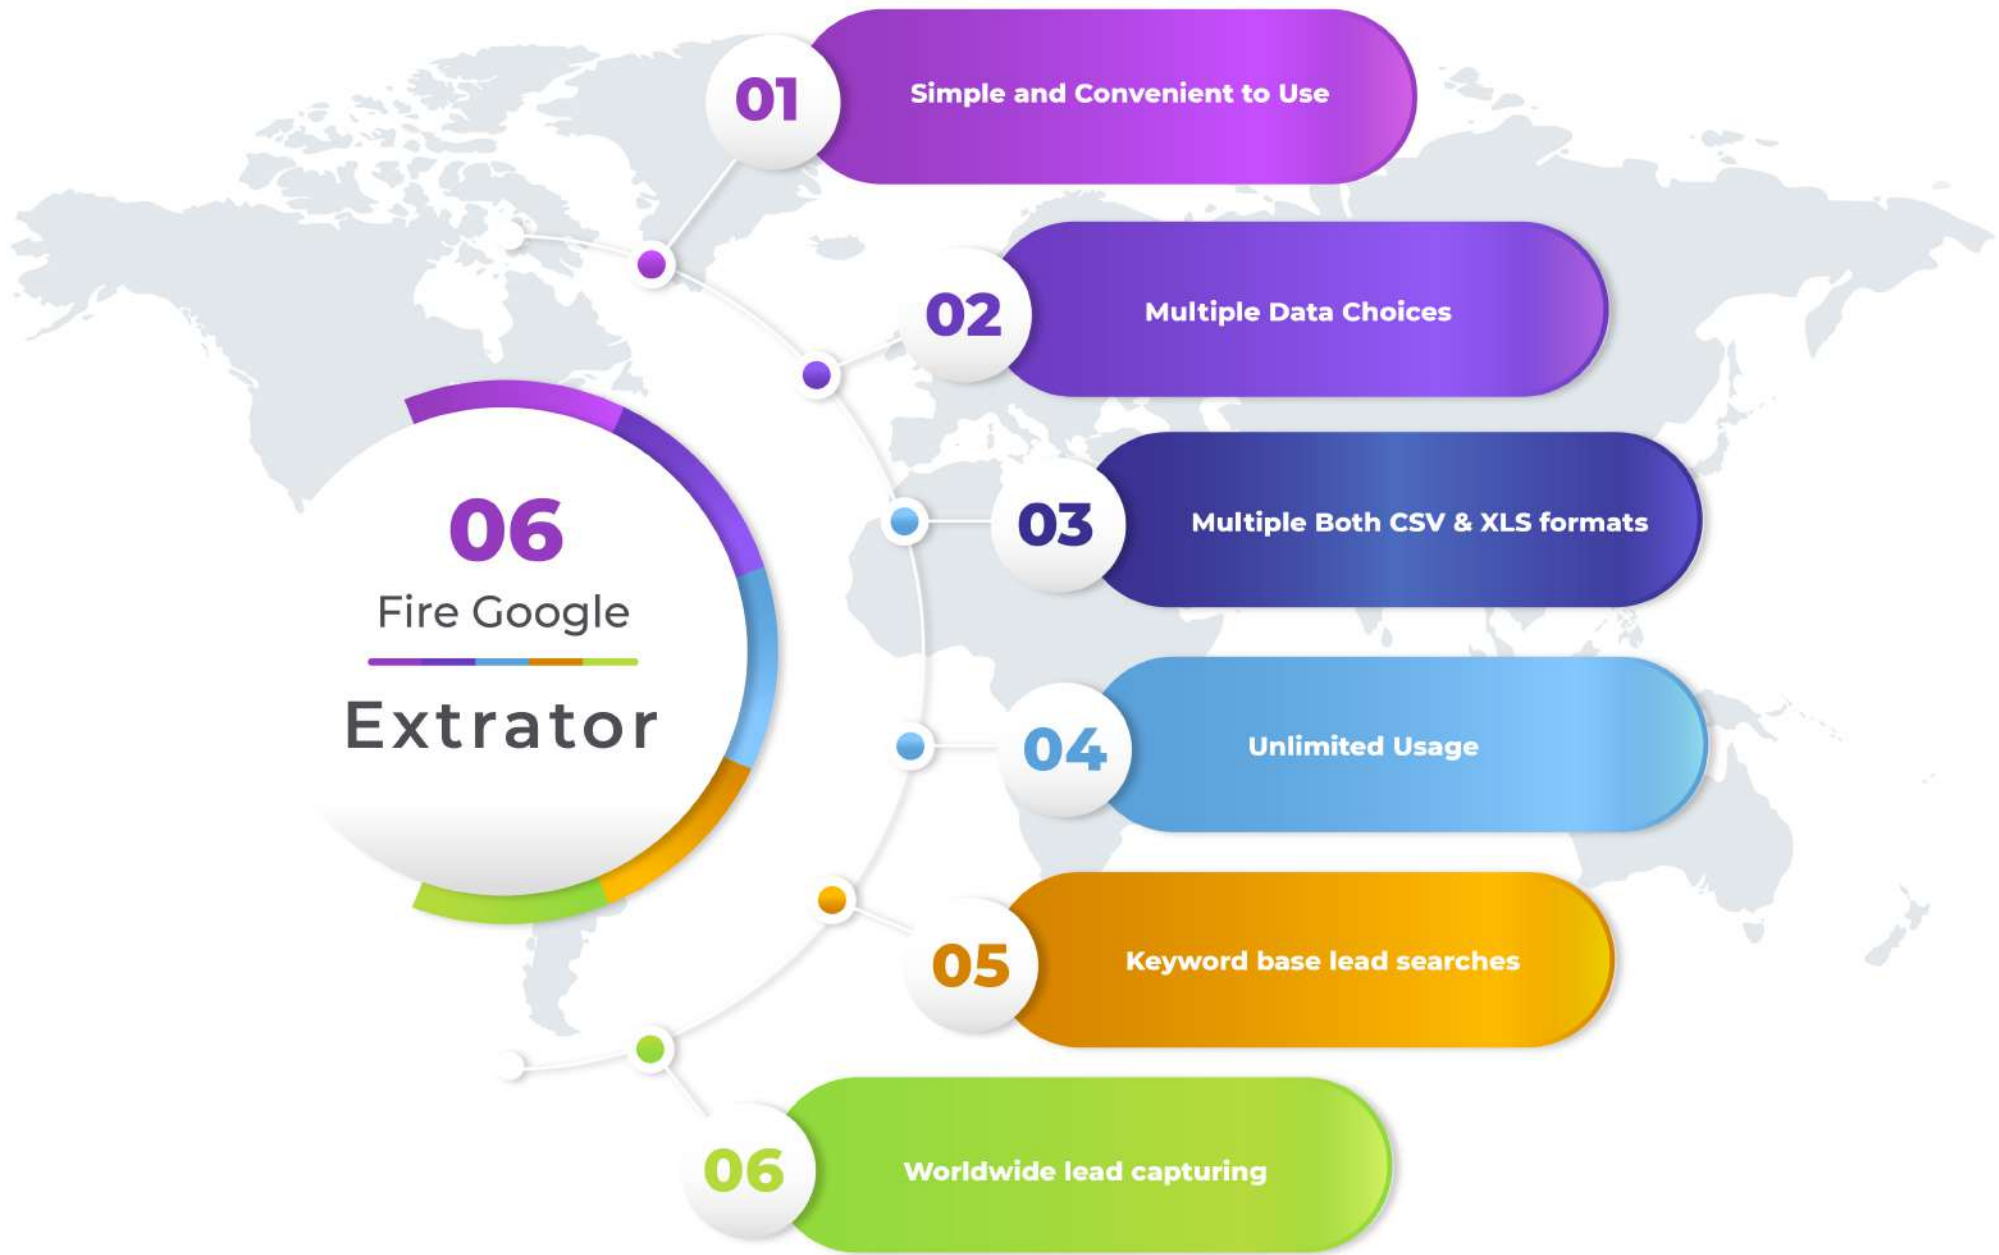 01
Simple and Convenient to Use
02
Multiple Data Choices
03
Multiple Both CSV & XLS formats
06
Fire Google
Extrator
04
Unlimited Usage
05
Keyword base lead searches
06
Worldwide lead capturing